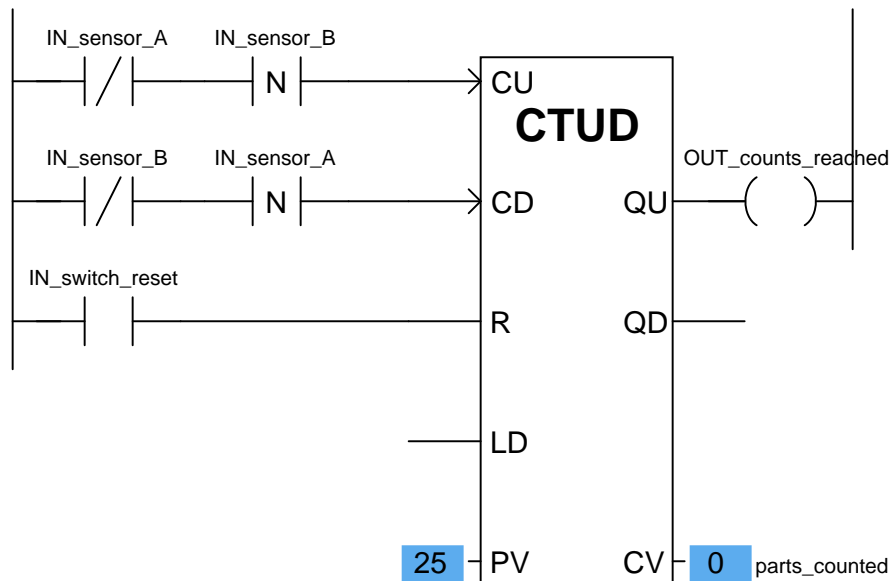 IN_sensor_A IN_sensor_B
N CU
CTUD
IN_sensor_B IN_sensor_A OUT_counts_reached
N CD QU
IN_switch_reset
R QD
LD
25 PV CV 0 parts_counted